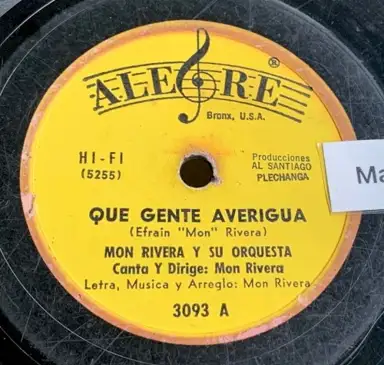 ALEGRE ®
Bronx, U.S.A.
HI-FI
(5255)
Producciones
AL SANTIAGO
PLECHANGA
Ma
QUE GENTE AVERIGUA
(Efrain "Mon" Rivera)
MON RIVERA Y SU ORQUESTA
Canta Y Dirige: Mon Rivera
Letra, Musica y Arreglo: Mon Rivera
3093 A